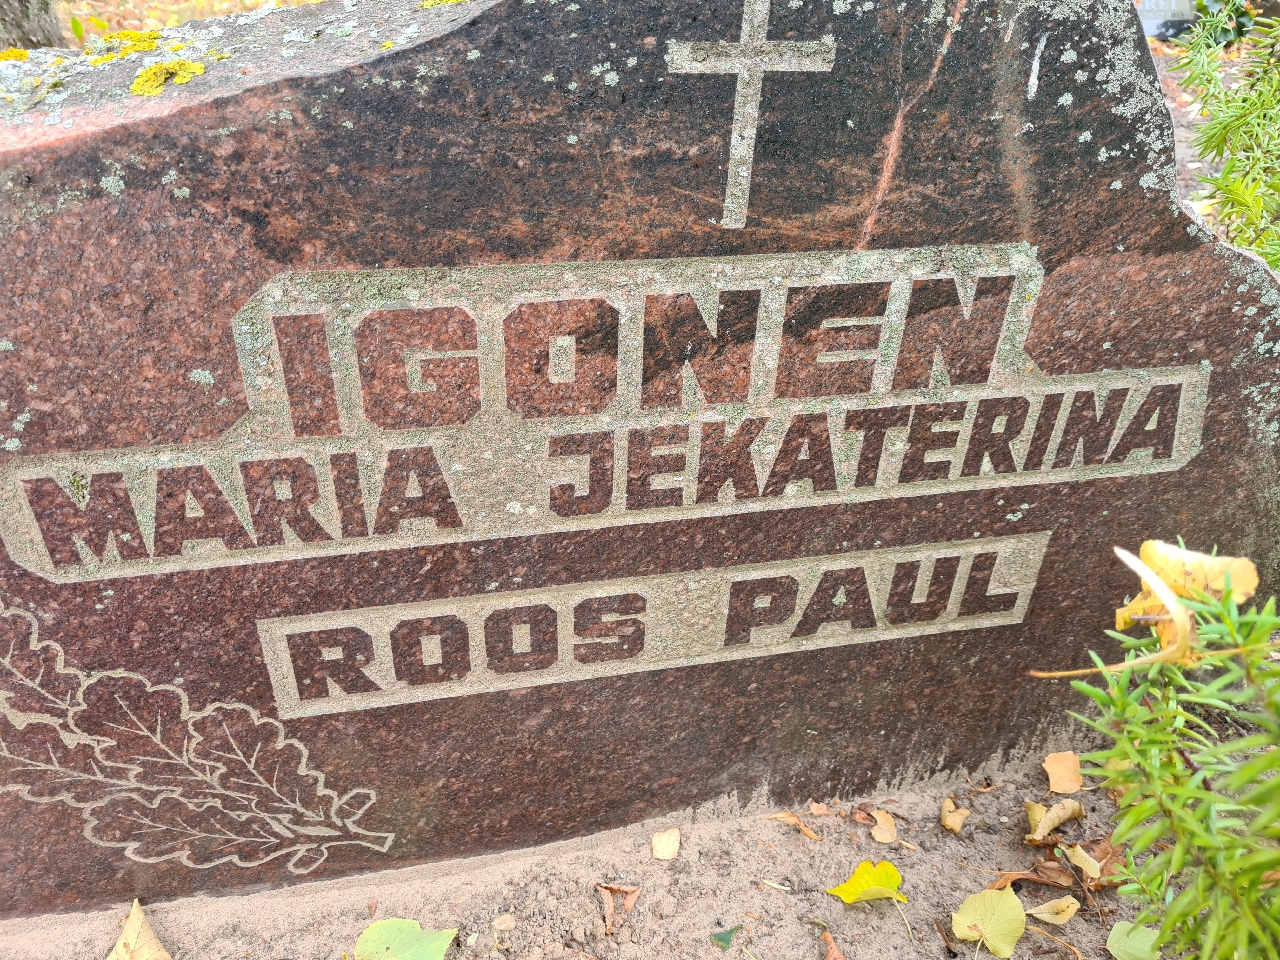 IGONEN
MARIA JEKATERINA
ROOS PAUL